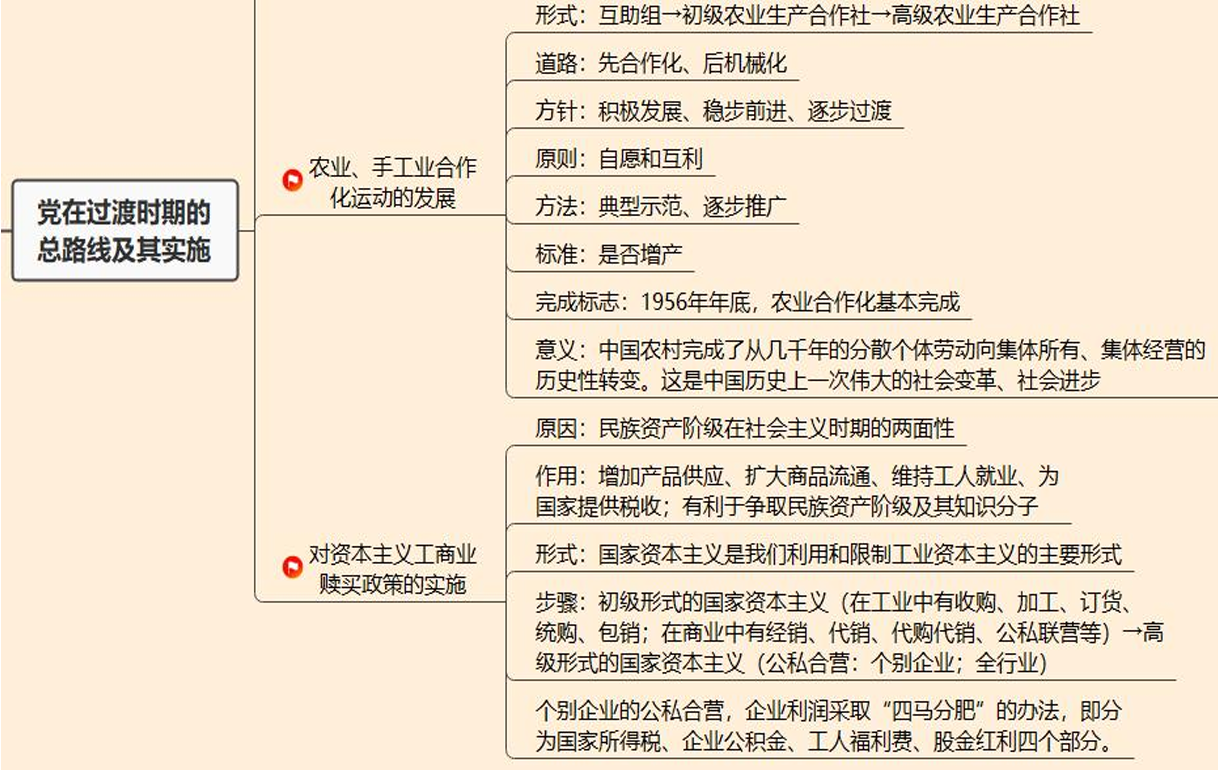 党在过渡时期的
总路线及其实施
农业、手工业合作
化运动的发展
形式：互助组→初级农业生产合作社→高级农业生产合作社
道路：先合作化、后机械化
方针：积极发展、稳步前进、逐步过渡
原则：自愿和互利
方法：典型示范、逐步推广
标准：是否增产
完成标志：1956年年底，农业合作化基本完成
意义：中国农村完成了从几千年的分散个体劳动向集体所有、集体经营的
历史性转变。这是中国历史上一次伟大的社会变革、社会进步
对资本主义工商业
赎买政策的实施
原因：民族资产阶级在社会主义时期的两面性
作用：增加产品供应、扩大商品流通、维持工人就业、为
国家提供税收；有利于争取民族资产阶级及其知识分子
形式：国家资本主义是我们利用和限制工业资本主义的主要形式
步骤：初级形式的国家资本主义（在工业中有收购、加工、订货、
统购、包销；在商业中有经销、代销、代购代销、公私联营等）→高
级形式的国家资本主义（公私合营：个别企业；全行业）
个别企业的公私合营，企业利润采取“四马分肥”的办法，即分
为国家所得税、企业公积金、工人福利费、股金红利四个部分。